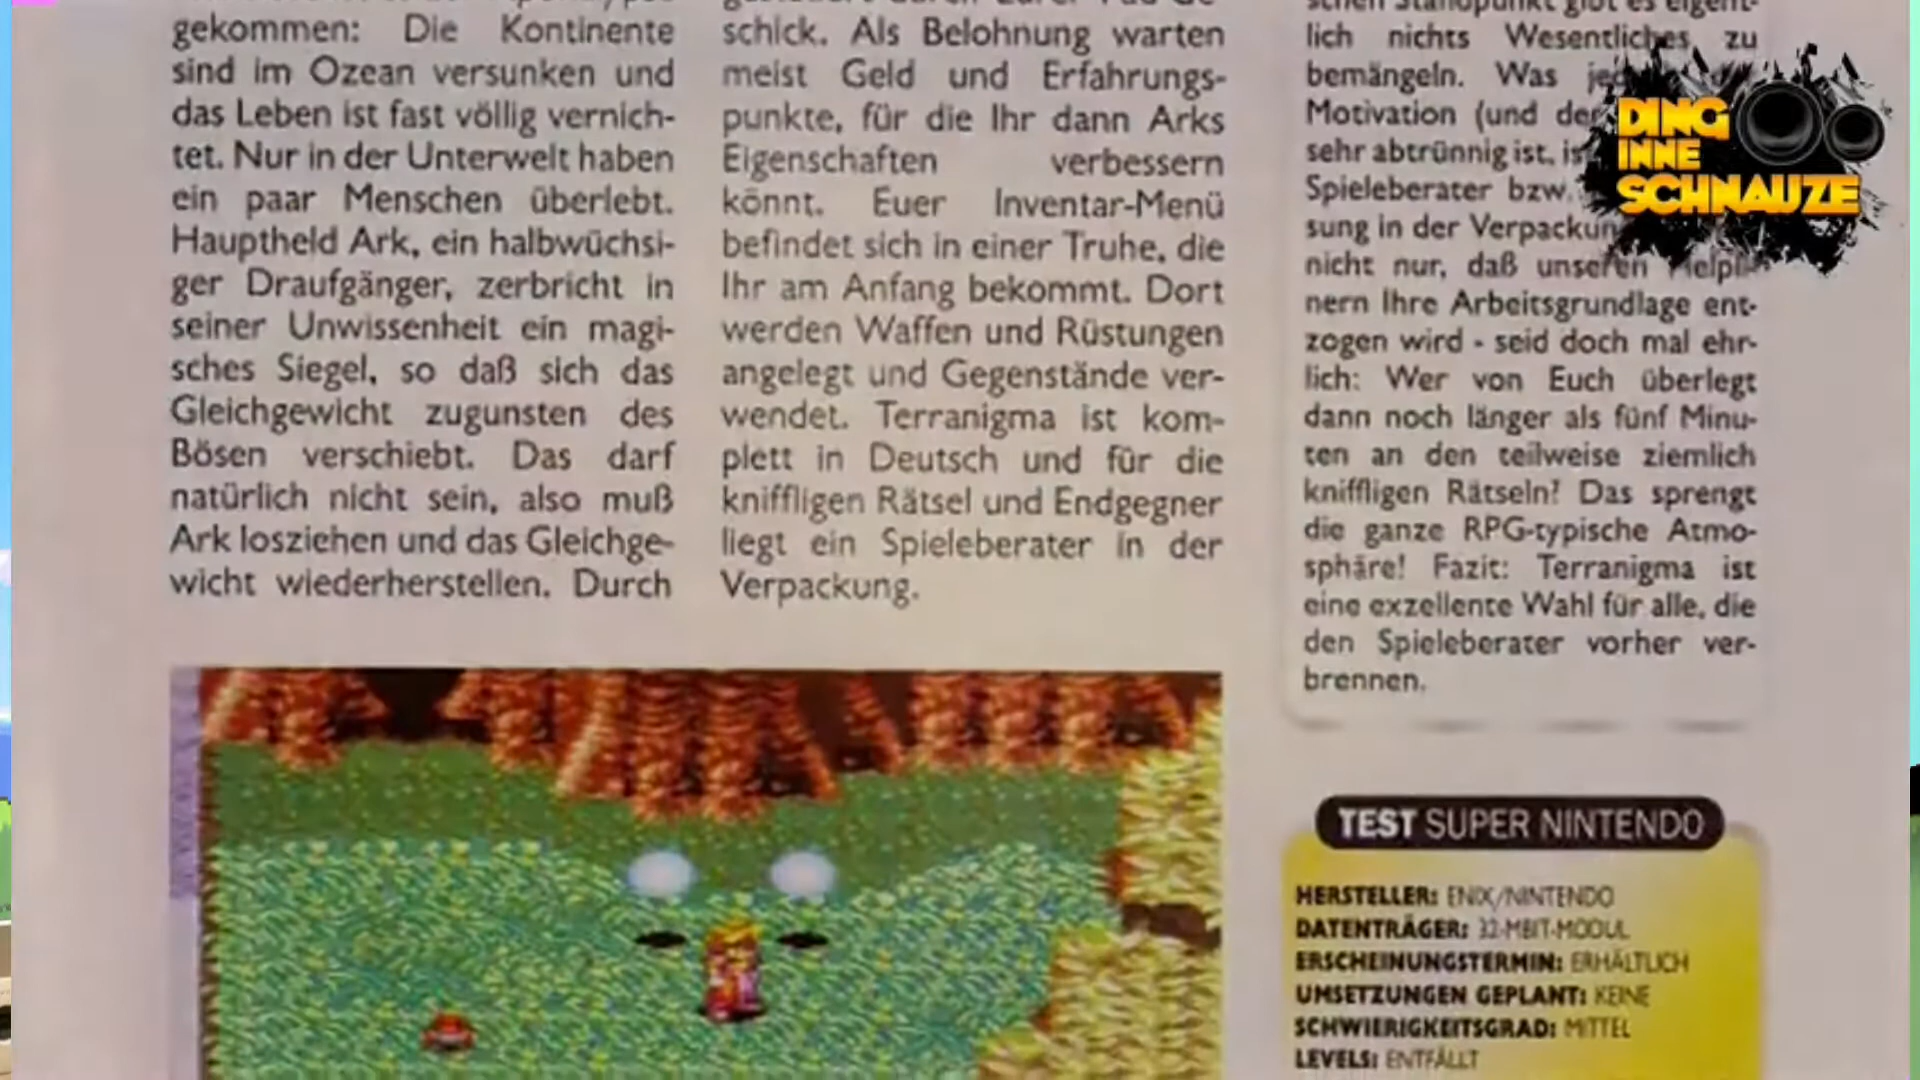 gekommen: Die Kontinente
sind im Ozean versunken und
das Leben ist fast völlig vernich-
tet. Nur in der Unterwelt haben
ein paar Menschen überlebt.
Hauptheld Ark, ein halbwüchsi-
ger Draufgänger, zerbricht in
seiner Unwissenheit ein magi-
sches Siegel, so daß sich das
Gleichgewicht zugunsten des
Bösen verschiebt. Das darf
natürlich nicht sein, also muß
Ark losziehen und das Gleichge-
wicht wiederherstellen. Durch
schick. Als Belohnung warten
meist Geld und Erfahrungs-
punkte, für die Ihr dann Arks
Eigenschaften verbessern
könnt. Euer Inventar-Menü
befindet sich in einer Truhe, die
Ihr am Anfang bekommt. Dort
werden Waffen und Rüstungen
angelegt und Gegenstände ver-
wendet. Terranigma ist kom-
plett in Deutsch und für die
kniffligen Rätsel und Endgegner
liegt ein Spieleberater in der
Verpackung.
schen Standpunkt gibt es eigent-
lich nichts Wesentliches zu
bemängeln. Was
Motivation (und der
sehr abtrünnig ist,
Spieleberater bzw.
sung in der
nicht nur, daß unseren
nern Ihre Arbeitsgrundlage ent-
zogen wird - seid doch mal ehr-
lich: Wer von Euch überlegt
dann noch länger als fünf Minu-
ten an den teilweise ziemlich
kniffligen Rätseln? Das sprengt
die ganze RPG-typische Atmo-
sphäre! Fazit: Terranigma ist
eine exzellente Wahl für alle, die
den Spieleberater vorher ver-
brennen.
DING
INNE
SCHNAUZE
TEST SUPER NINTENDO
HERSTELLER: ENIX/NINTENDO
DATENTRÄGER: 32-MBIT-MODUL
ERSCHEINUNGSTERMIN: ERHÄLTLICH
UMSETZUNGEN GEPLANT: KEINE
SCHWIERIGKEITSGRAD: MITTEL
LEVELS: ENTFÄLLT